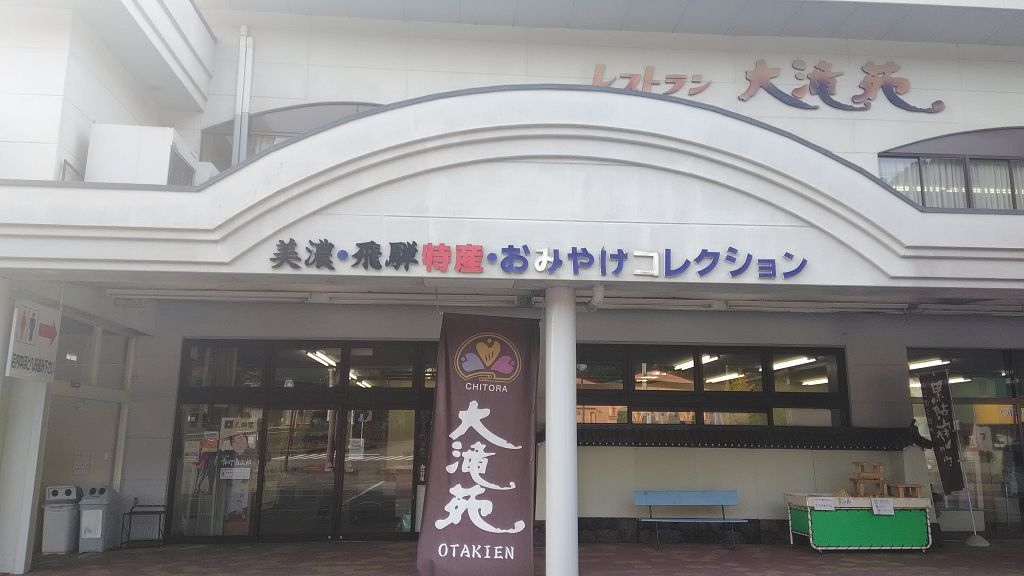 レストラン 大滝苑
美濃・飛騨特産・おみやげコレクション
CHITORA
大滝苑
OTAKIEN